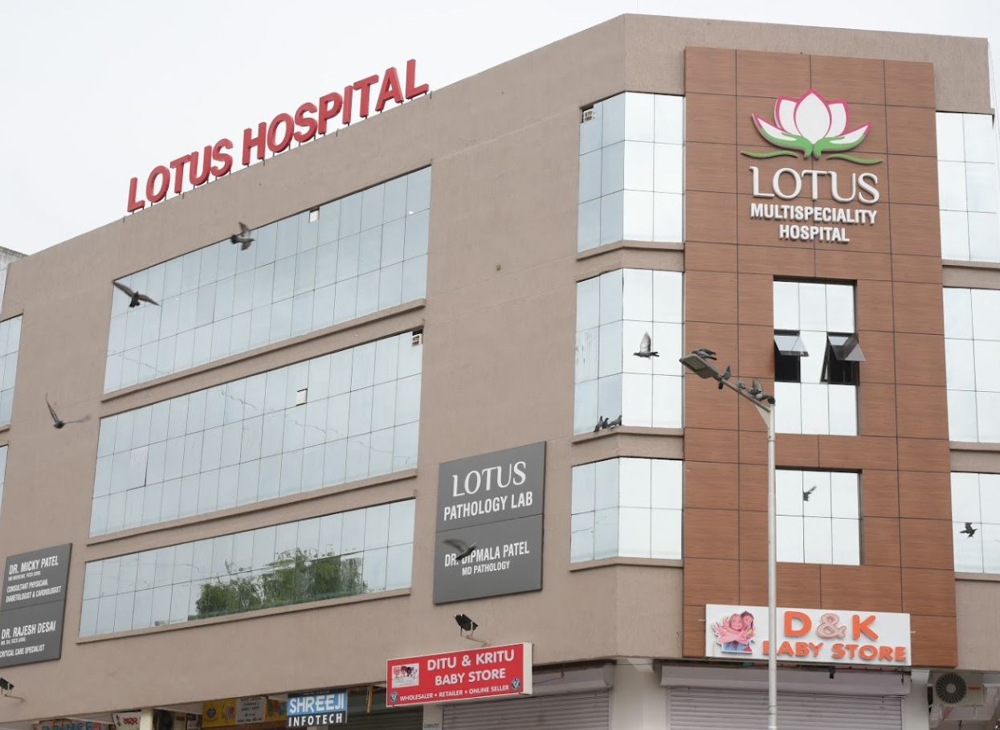 LOTUS HOSPITAL
LOTUS
MULTISPECIALITY
HOSPITAL
LOTUS
PATHOLOGY LAB
DR. DIPMALA PATEL
MD PATHOLOGY
DR. MICKY PATEL
CONSULTANT PHYSICIAN,
DIABETOLOGIST & CARDIOLOGIST
DR. RAJESH DESAI
CRITICAL CARE SPECIALIST
D&K
BABY STORE
DITU & KRITU
BABY STORE
WHOLESALER • RETAILER • ONLINE SELLER
SHREEJI
INFOTECH